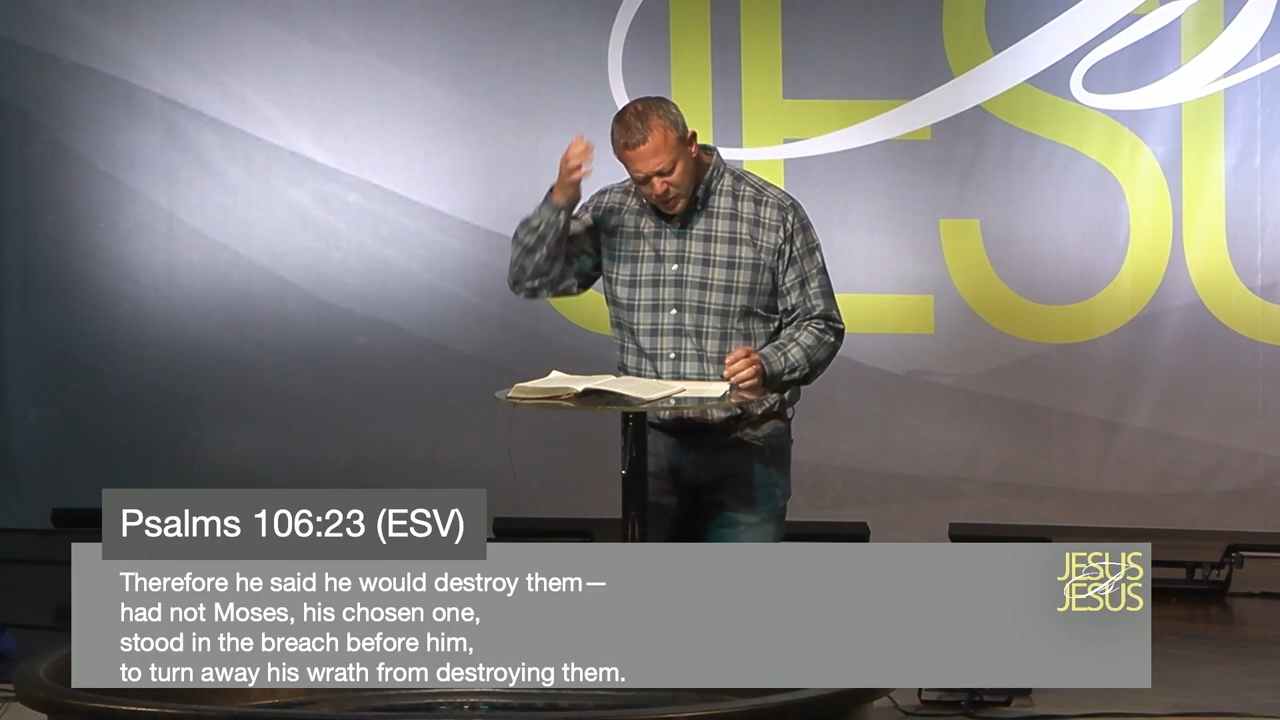 JESU
&
Psalms 106:23 (ESV)
Therefore he said he would destroy them—
had not Moses, his chosen one,
stood in the breach before him,
to turn away his wrath from destroying them.
JESUS
&
JESUS